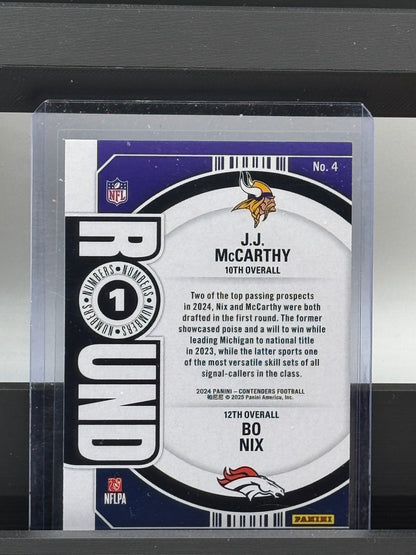 No. 4
NFL
ROUND
NUMBERS • NUMBERS • NUMBERS • NUMBERS •
1
J.J.
McCARTHY
10TH OVERALL
Two of the top passing prospects
in 2024, Nix and McCarthy were both
drafted in the first round. The former
showcased poise and a will to win while
leading Michigan to national title
in 2023, while the latter sports one
of the most versatile skill sets of all
signal-callers in the class.
2024 PANINI – CONTENDERS FOOTBALL
帕尼尼 © 2025 Panini America, Inc.
12TH OVERALL
BO
NIX
NFLPA
PANINI